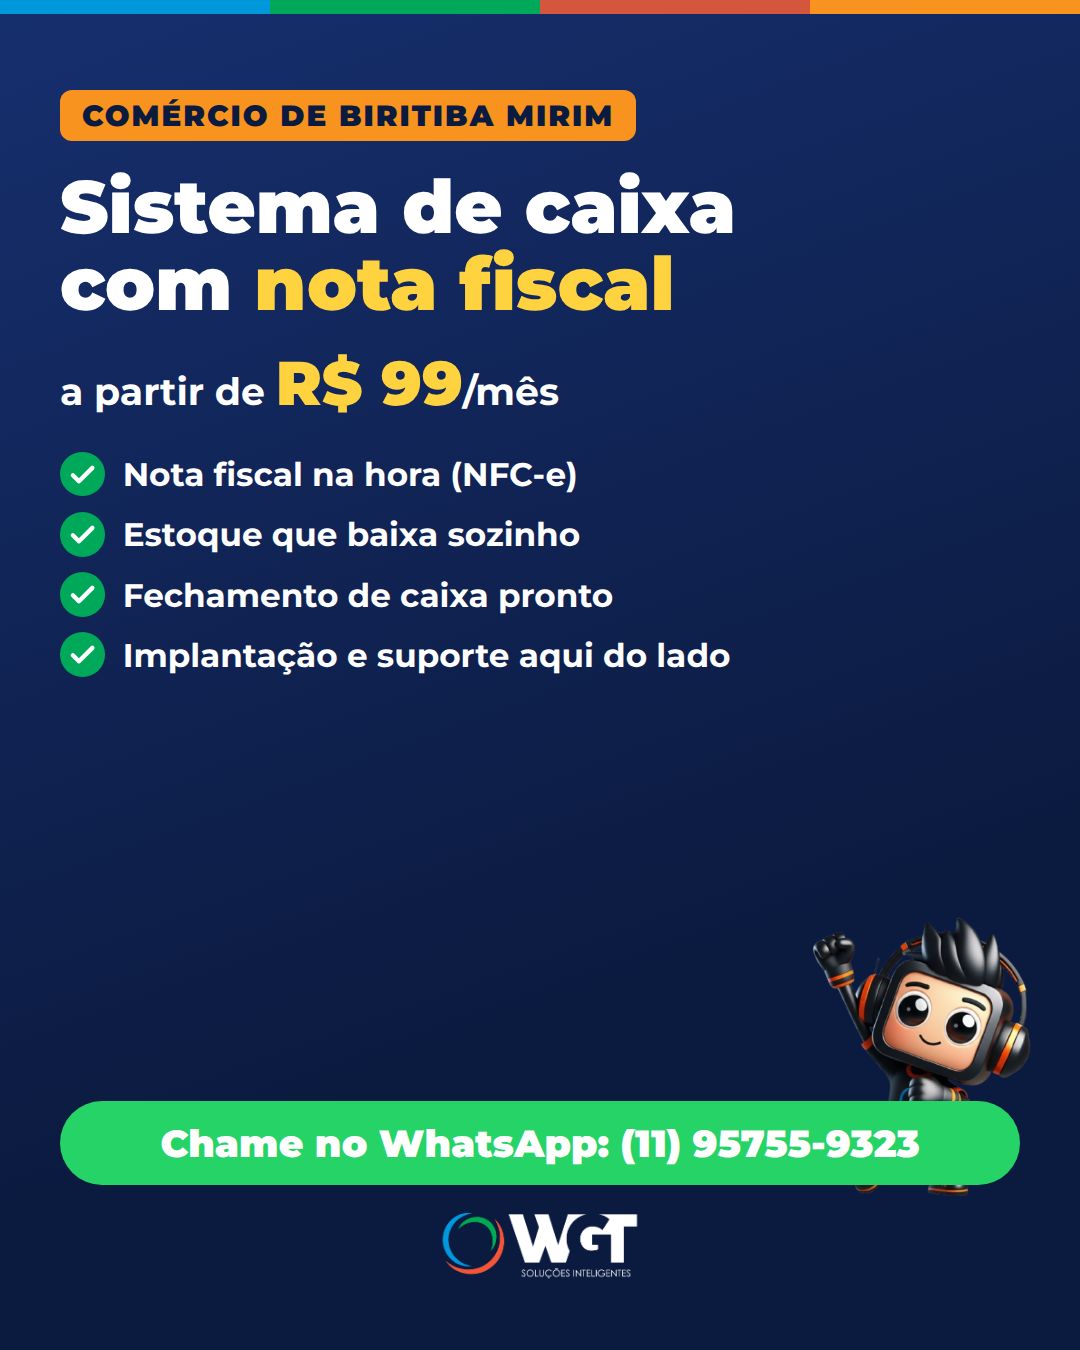 COMÉRCIO DE BIRITIBA MIRIM
Sistema de caixa
com nota fiscal
a partir de R$ 99/mês
Nota fiscal na hora (NFC-e)
Estoque que baixa sozinho
Fechamento de caixa pronto
Implantação e suporte aqui do lado
Chame no WhatsApp: (11) 95755-9323
WGT
SOLUÇÕES INTELIGENTES